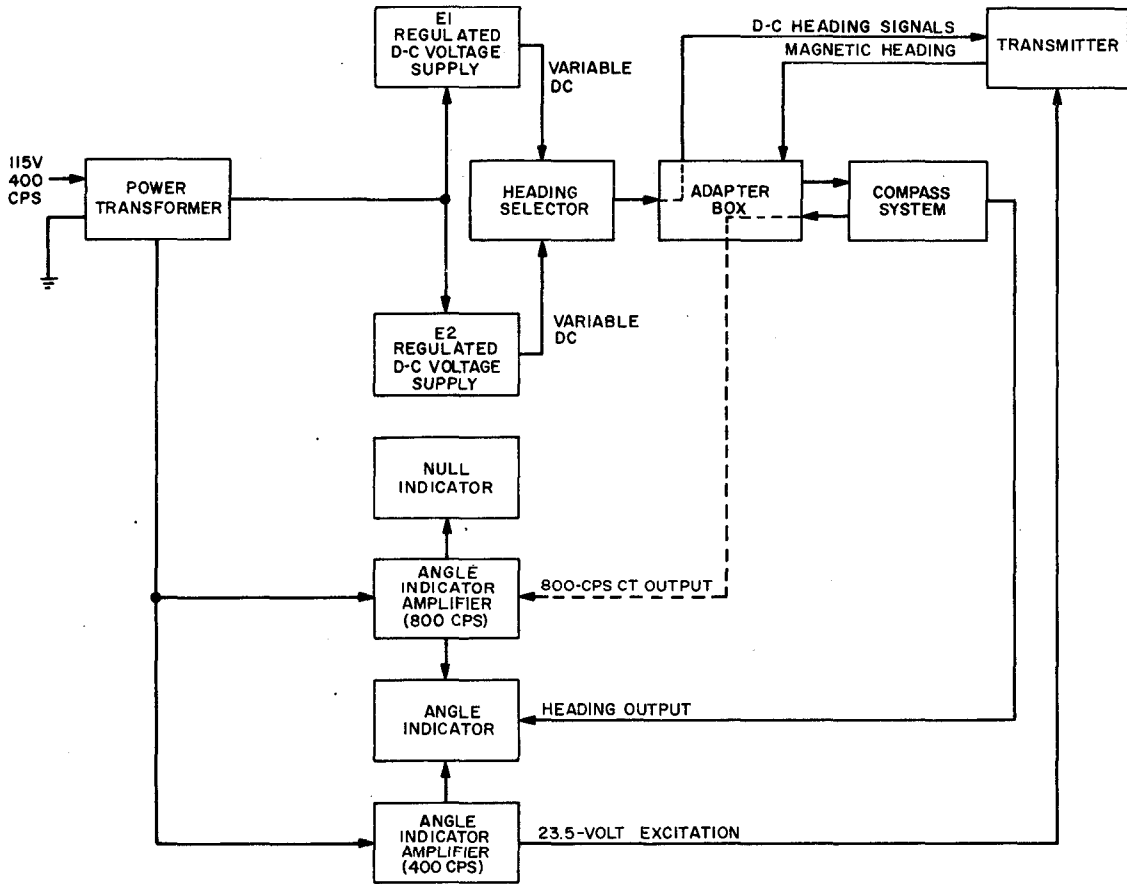 E1
REGULATED
D-C VOLTAGE
SUPPLY
VARIABLE
DC
D-C HEADING SIGNALS
MAGNETIC HEADING
TRANSMITTER
115V
400
CPS
POWER
TRANSFORMER
HEADING
SELECTOR
ADAPTER
BOX
COMPASS
SYSTEM
E2
REGULATED
D-C VOLTAGE
SUPPLY
VARIABLE
DC
NULL
INDICATOR
ANGLE
INDICATOR
AMPLIFIER
(800 CPS)
800-CPS CT OUTPUT
ANGLE
INDICATOR
HEADING OUTPUT
ANGLE
INDICATOR
AMPLIFIER
(400 CPS)
23.5-VOLT EXCITATION